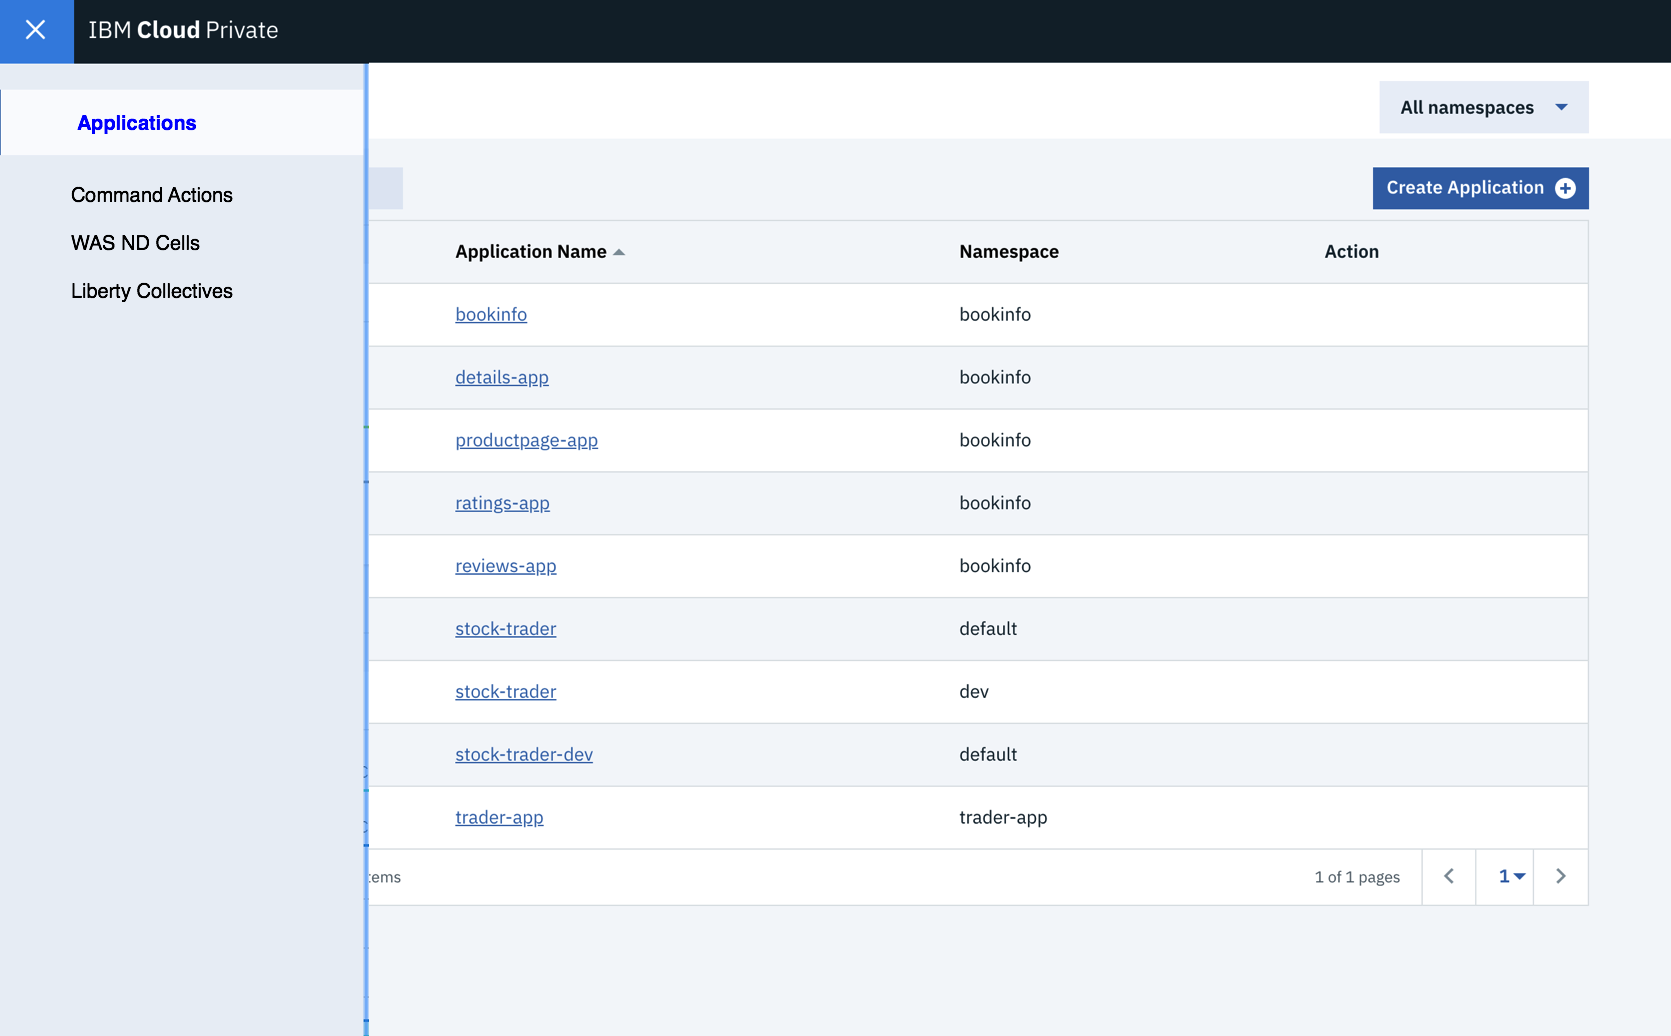 IBM Cloud Private
All namespaces
Applications
Create Application
Command Actions
WAS ND Cells
Liberty Collectives
Application Name Namespace Action
bookinfo bookinfo
details-app bookinfo
productpage-app bookinfo
ratings-app bookinfo
reviews-app bookinfo
stock-trader default
stock-trader dev
stock-trader-dev default
trader-app trader-app
1 of 1 pages 1